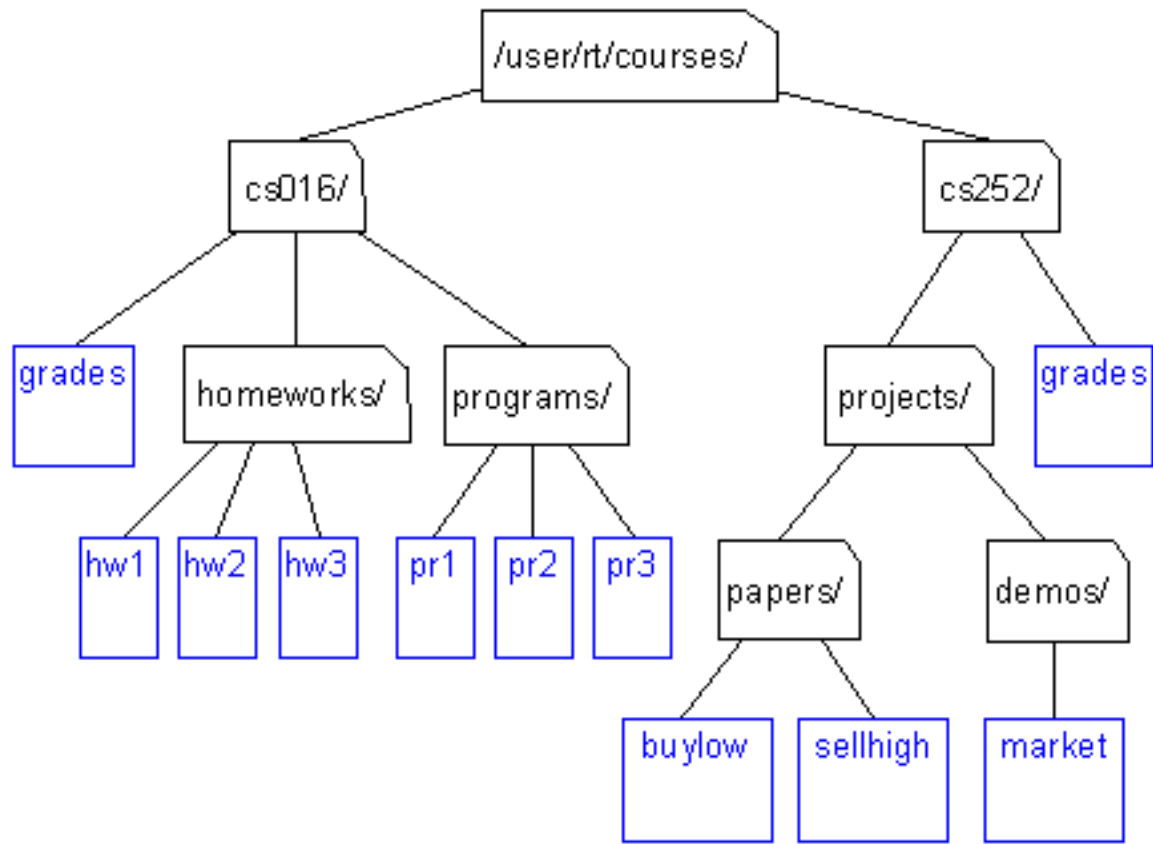 /user/rt/courses/
cs016/
cs252/
grades
homeworks/
programs/
projects/
grades
hw1
hw2
hw3
pr1
pr2
pr3
papers/
demos/
buylow
sellhigh
market